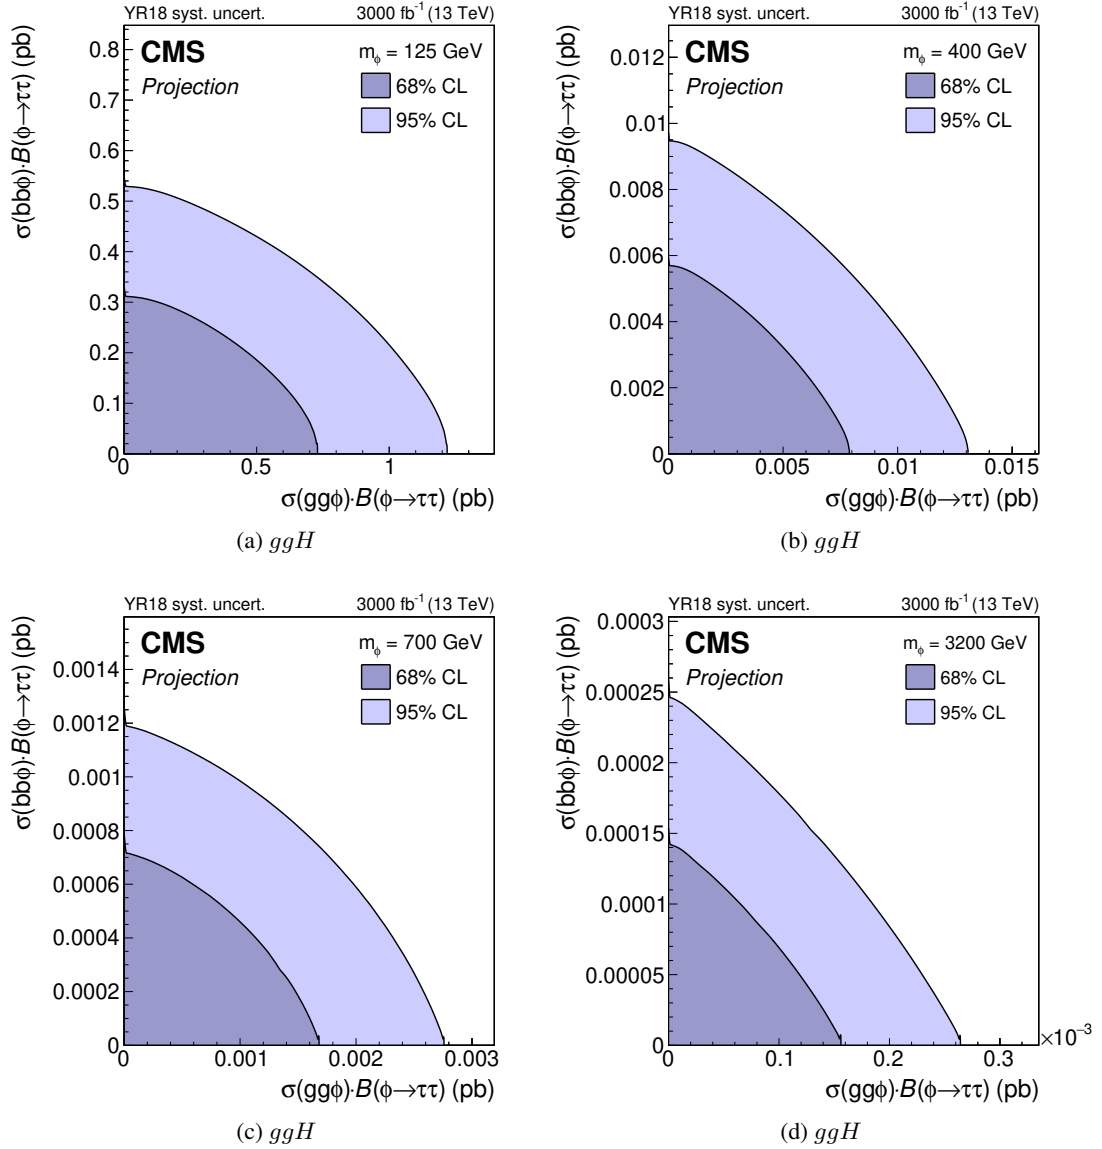 YR18 syst. uncert. 3000 fb⁻¹ (13 TeV)
CMS
Projection
m_ϕ = 125 GeV
68% CL
95% CL
σ(bbϕ)·B(ϕ→ττ) (pb)
0.8
0.7
0.6
0.5
0.4
0.3
0.2
0.1
0
0 0.5 1
σ(ggϕ)·B(ϕ→ττ) (pb)
(a) ggH
YR18 syst. uncert. 3000 fb⁻¹ (13 TeV)
CMS
Projection
m_ϕ = 400 GeV
68% CL
95% CL
σ(bbϕ)·B(ϕ→ττ) (pb)
0.012
0.01
0.008
0.006
0.004
0.002
0
0 0.005 0.01 0.015
σ(ggϕ)·B(ϕ→ττ) (pb)
(b) ggH
YR18 syst. uncert. 3000 fb⁻¹ (13 TeV)
CMS
Projection
m_ϕ = 700 GeV
68% CL
95% CL
σ(bbϕ)·B(ϕ→ττ) (pb)
0.0014
0.0012
0.001
0.0008
0.0006
0.0004
0.0002
0
0 0.001 0.002 0.003
σ(ggϕ)·B(ϕ→ττ) (pb)
(c) ggH
YR18 syst. uncert. 3000 fb⁻¹ (13 TeV)
CMS
Projection
m_ϕ = 3200 GeV
68% CL
95% CL
σ(bbϕ)·B(ϕ→ττ) (pb)
0.0003
0.00025
0.0002
0.00015
0.0001
0.00005
0
0 0.1 0.2 0.3
×10⁻³
σ(ggϕ)·B(ϕ→ττ) (pb)
(d) ggH